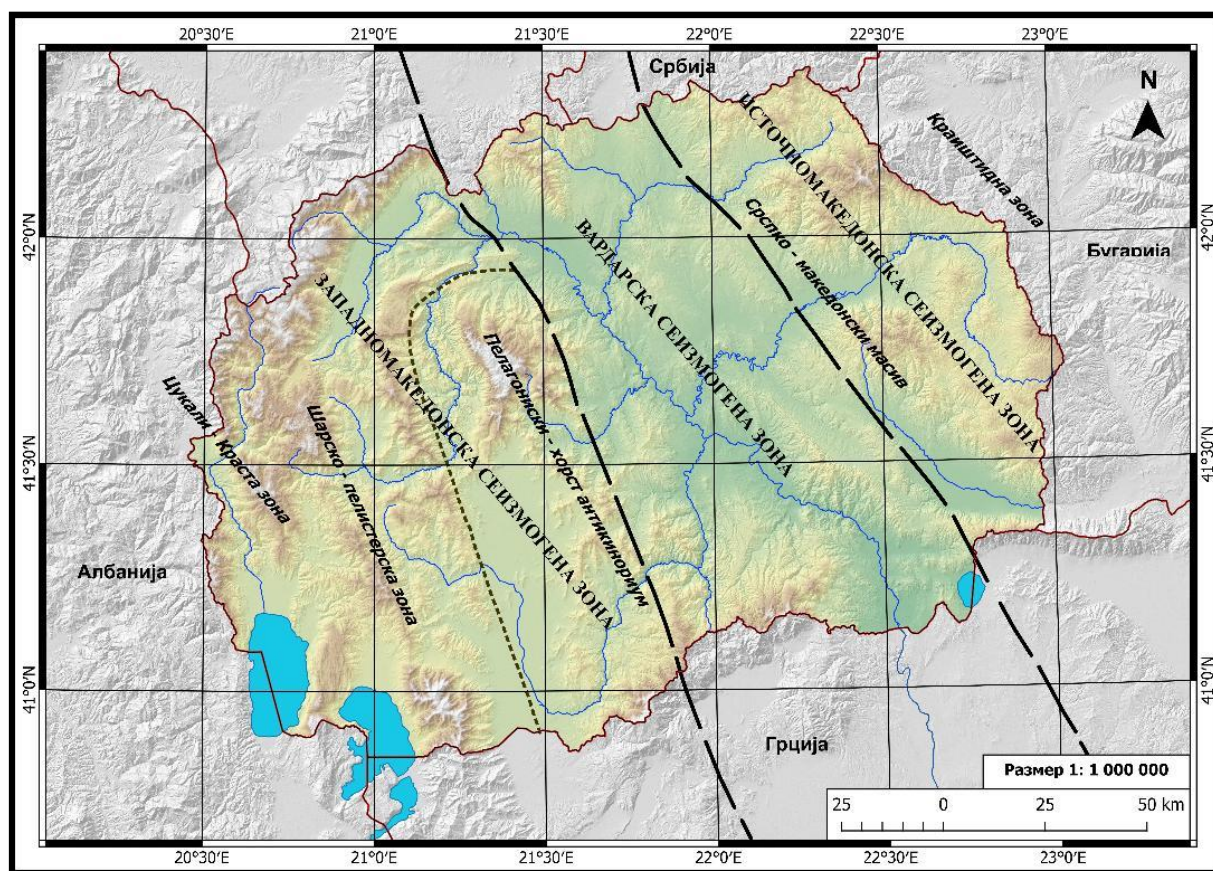 20°30'E 21°0'E 21°30'E 22°0'E 22°30'E 23°0'E
Србија
N
ИСТОЧНОМАКЕДОНСКА СЕИЗМОГЕНА ЗОНА
Краиштидна зона
42°0'N
42°0'N
Српко - македонски масив
ВАРДАРСКА СЕИЗМОГЕНА ЗОНА
Бугарија
ЗАПАДНОМАКЕДОНСКА СЕИЗМОГЕНА ЗОНА
Пелагониски - хорст антикинориум
Цукали - Краста зона
Шарско - пелистерска зона
41°30'N
41°30'N
Албанија
41°0'N
41°0'N
Грција
Размер 1: 1 000 000
25 0 25 50 km
20°30'E 21°0'E 21°30'E 22°0'E 22°30'E 23°0'E